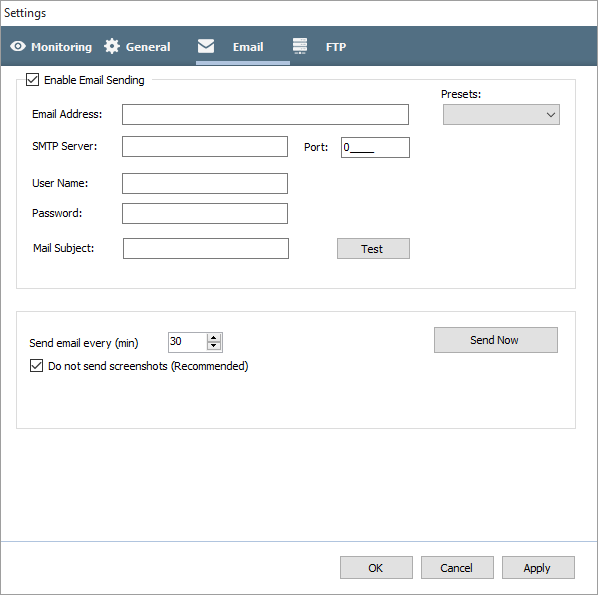 Settings
Monitoring General Email FTP
Enable Email Sending
Presets:
Email Address:
SMTP Server: Port: 0____
User Name:
Password:
Mail Subject: Test
Send email every (min) 30 Send Now
Do not send screenshots (Recommended)
OK Cancel Apply